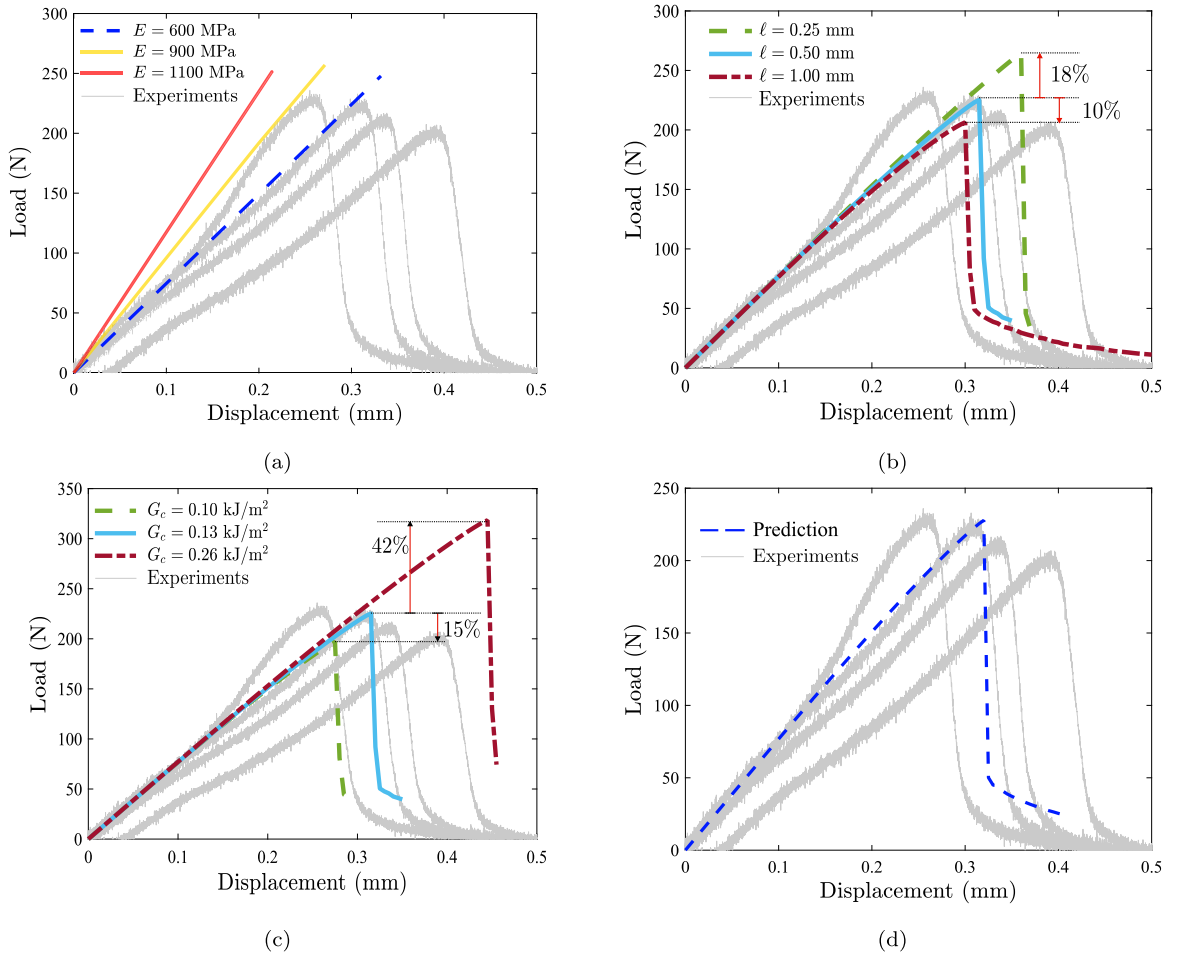 300
250
200
150
100
50
0
Load (N)
E = 600 MPa
E = 900 MPa
E = 1100 MPa
Experiments
0
0.1
0.2
0.3
0.4
0.5
Displacement (mm)
(a)
300
250
200
150
100
50
0
Load (N)
ℓ = 0.25 mm
ℓ = 0.50 mm
ℓ = 1.00 mm
Experiments
18%
10%
0
0.1
0.2
0.3
0.4
0.5
Displacement (mm)
(b)
350
300
250
200
150
100
50
0
Load (N)
G_c = 0.10 kJ/m²
G_c = 0.13 kJ/m²
G_c = 0.26 kJ/m²
Experiments
42%
15%
0
0.1
0.2
0.3
0.4
0.5
Displacement (mm)
(c)
250
200
150
100
50
0
Load (N)
Prediction
Experiments
0
0.1
0.2
0.3
0.4
0.5
Displacement (mm)
(d)